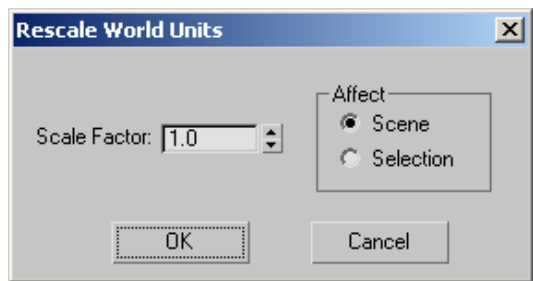 Rescale World Units
Affect
Scale Factor: 1.0
Scene
Selection
OK
Cancel